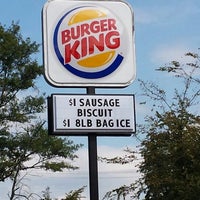 BURGER
KING
$1 SAUSAGE
BISCUIT
$1 8LB BAG ICE